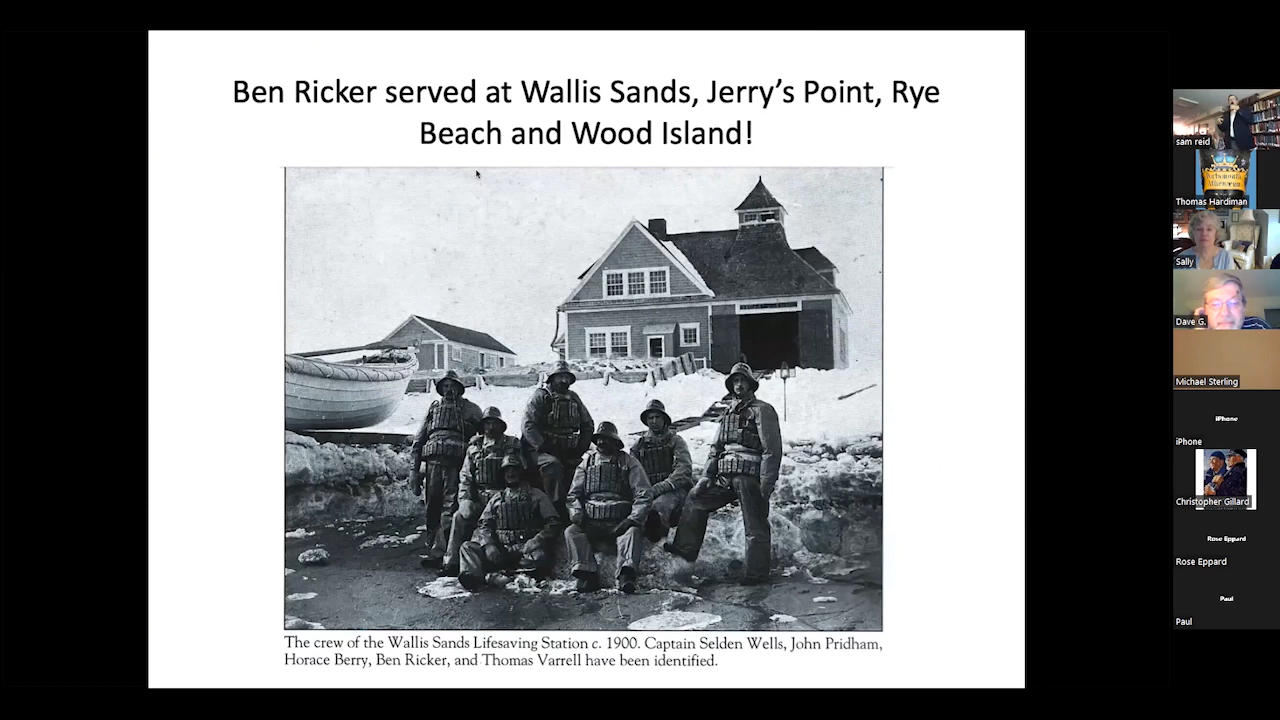 Ben Ricker served at Wallis Sands, Jerry's Point, Rye
Beach and Wood Island!
The crew of the Wallis Sands Lifesaving Station c. 1900. Captain Selden Wells, John Pridham,
Horace Berry, Ben Ricker, and Thomas Varrell have been identified.
sam reid
Portsmouth
Athenæum
Thomas Hardiman
Sally
Dave G.
Michael Sterling
iPhone
iPhone
Christopher Gillard
Rose Eppard
Rose Eppard
Paul
Paul